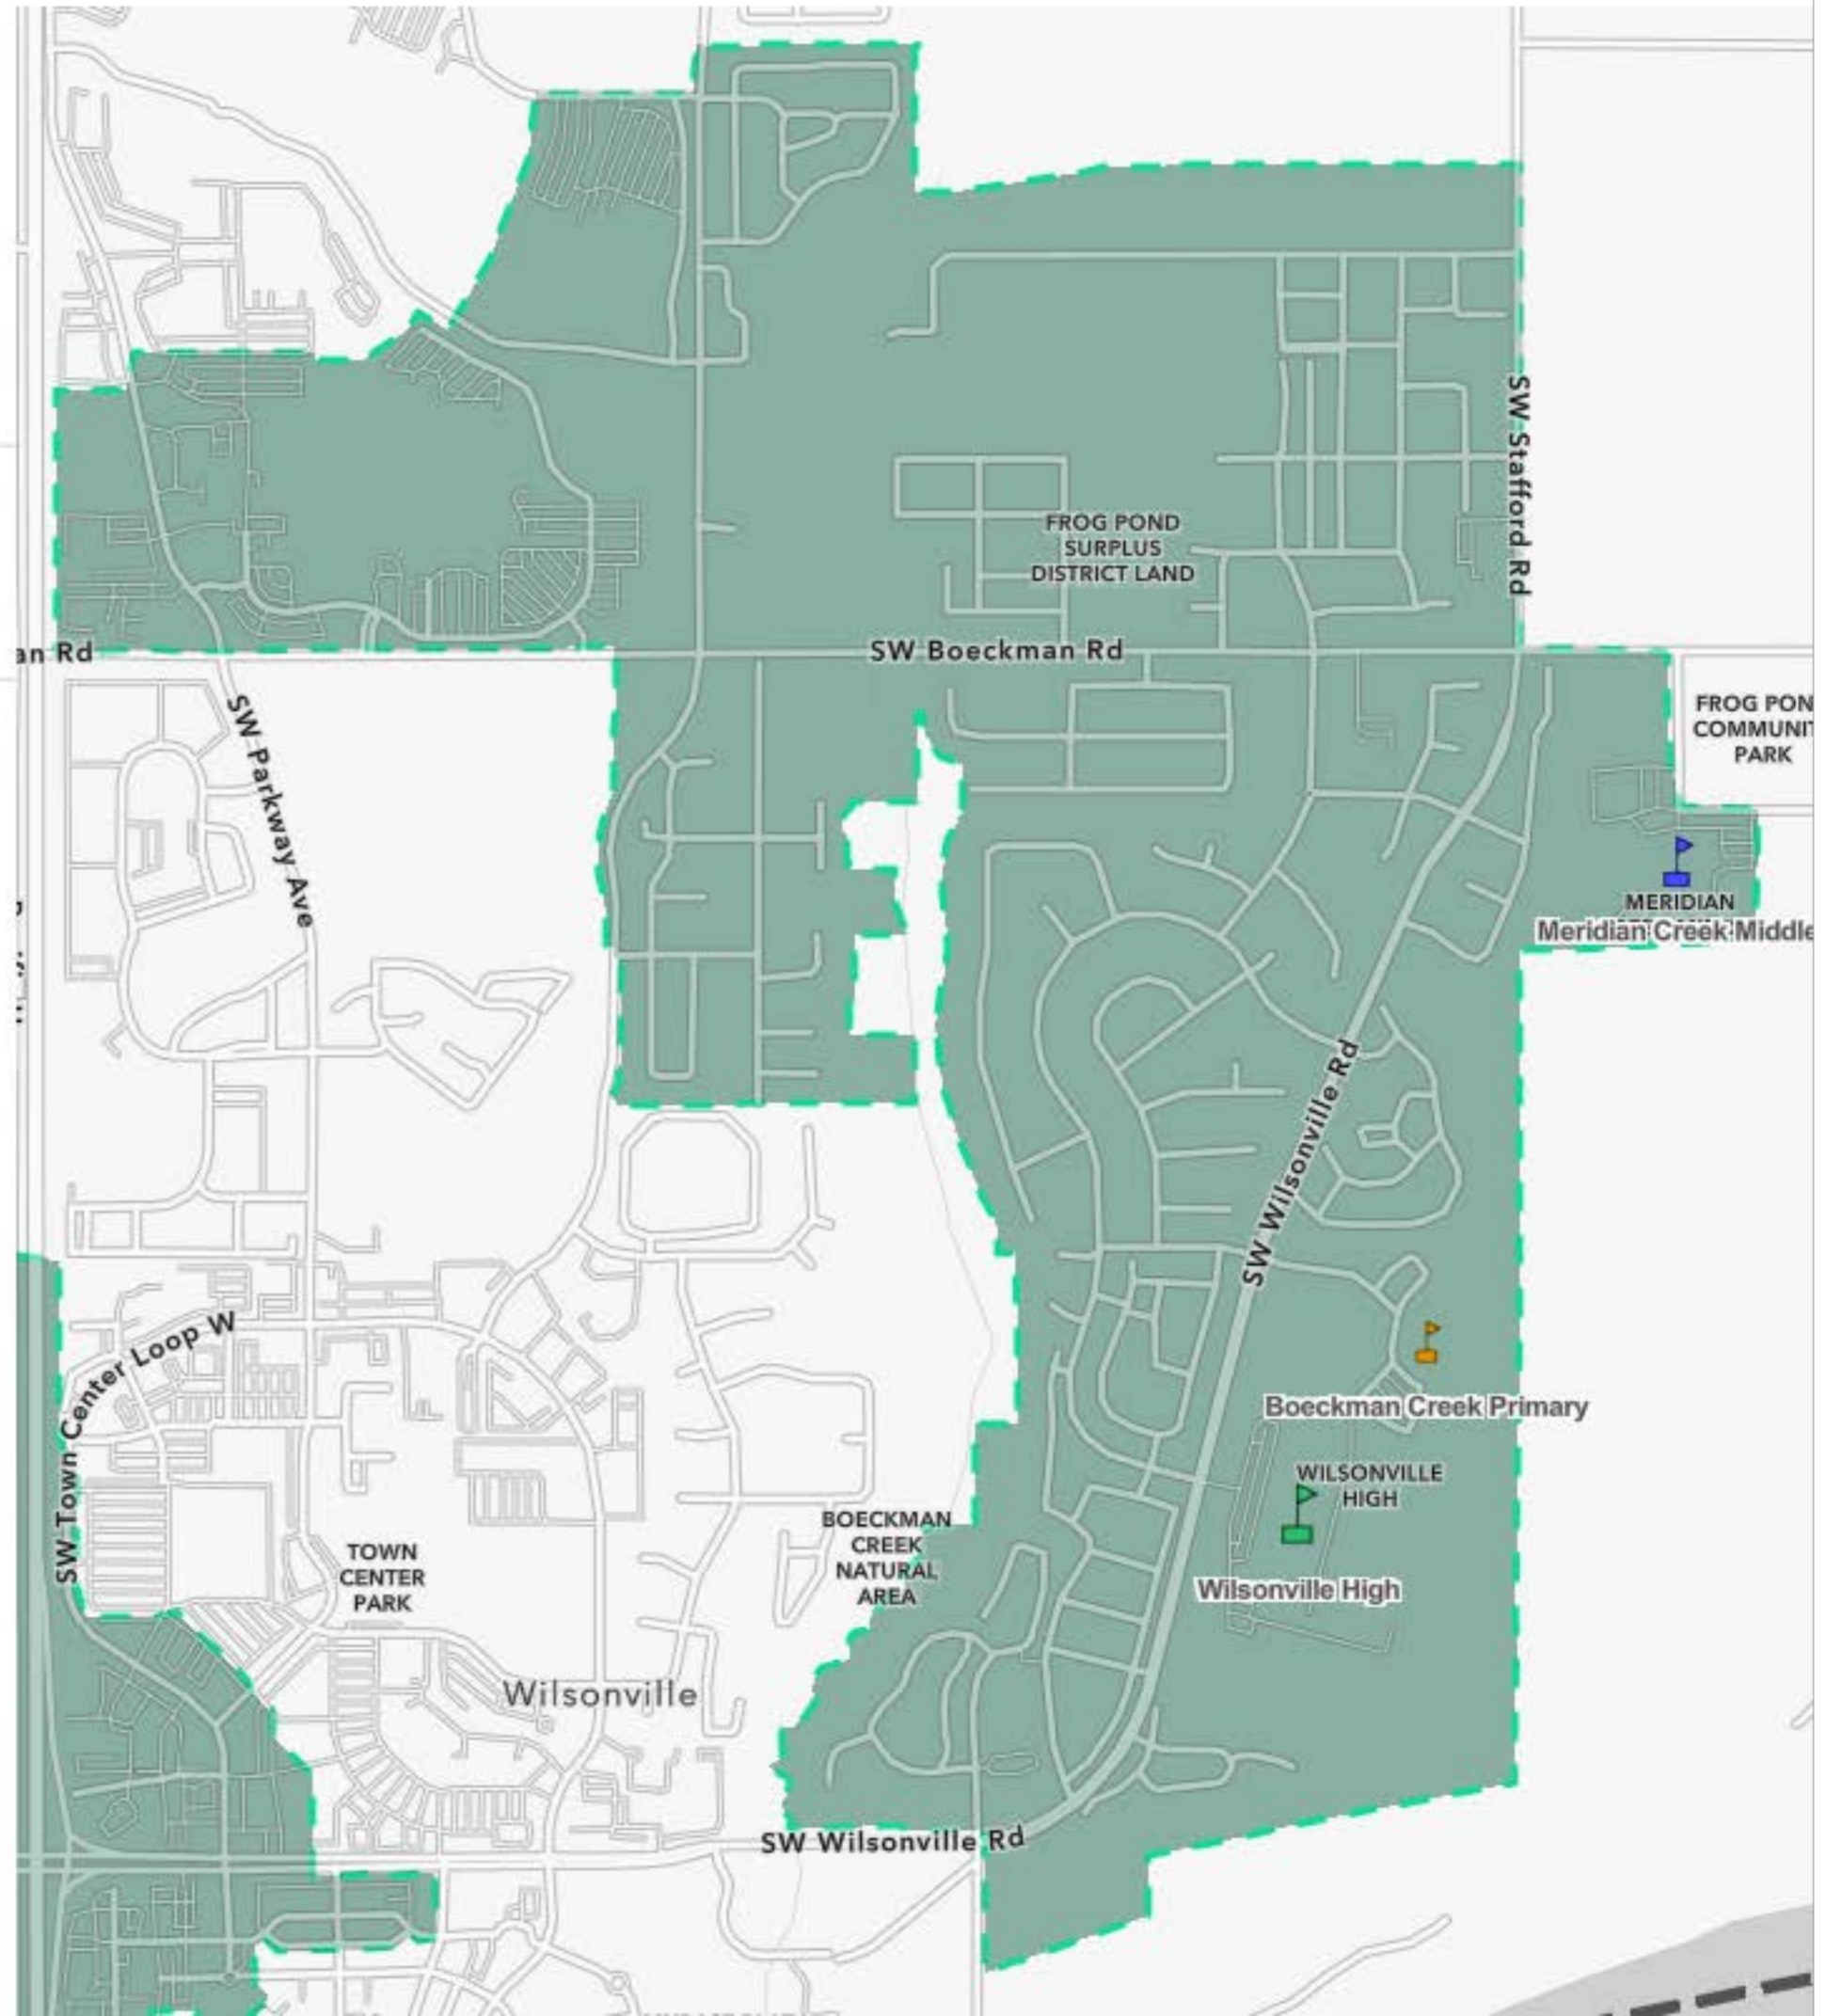 FROG POND
SURPLUS
DISTRICT LAND
SW Stafford Rd
an Rd
SW Boeckman Rd
SW Parkway Ave
FROG PON
COMMUNIT
PARK
MERIDIAN
Meridian Creek Middle
SW Wilsonville Rd
SW Town Center Loop W
Boeckman Creek Primary
WILSONVILLE
HIGH
Wilsonville High
BOECKMAN
CREEK
NATURAL
AREA
TOWN
CENTER
PARK
Wilsonville
SW Wilsonville Rd